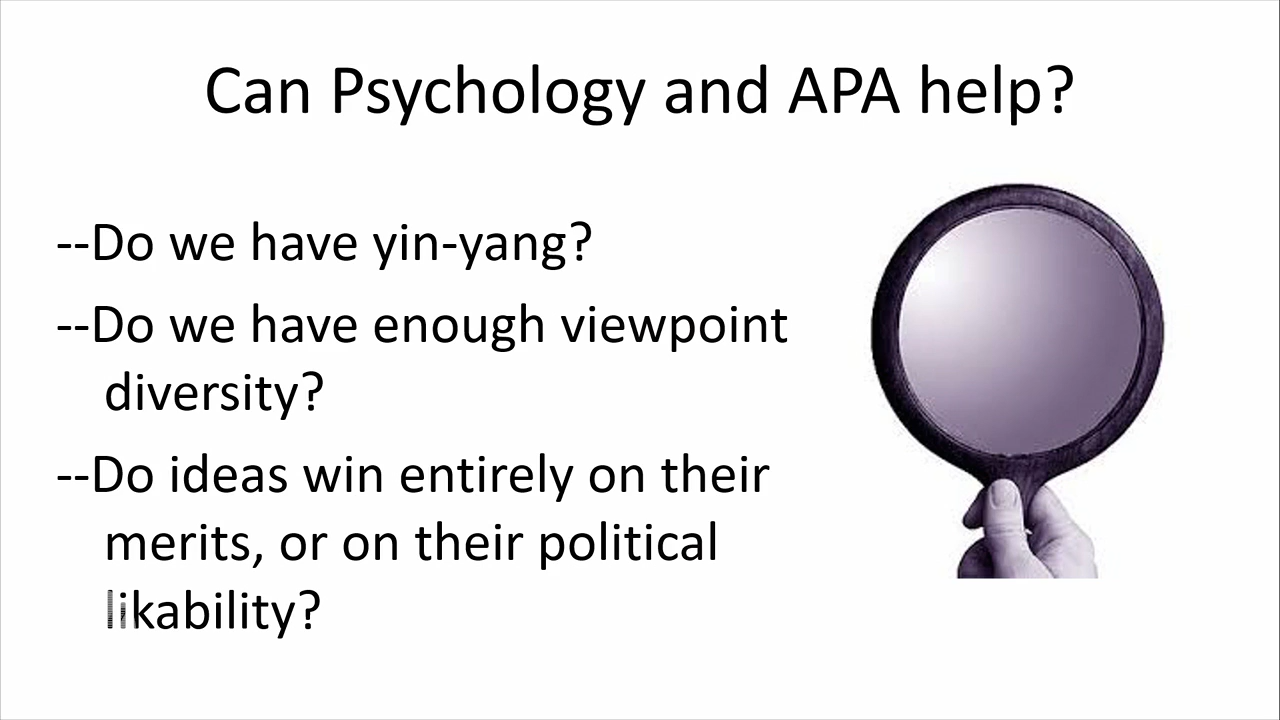 Can Psychology and APA help?
--Do we have yin-yang?
--Do we have enough viewpoint
diversity?
--Do ideas win entirely on their
merits, or on their political
likability?